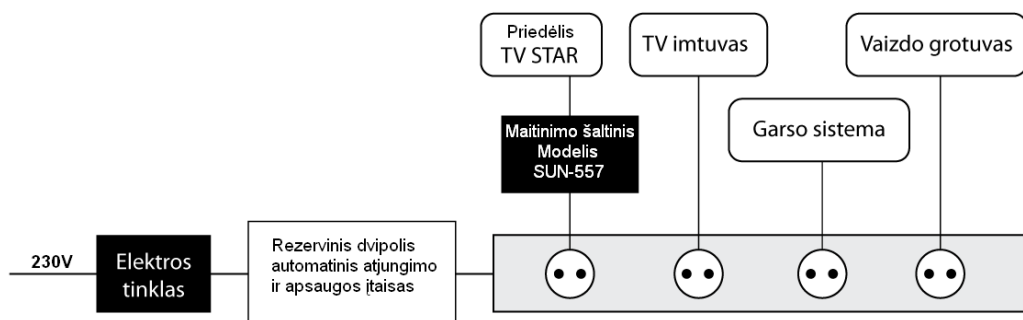 Priedėlis
TV STAR
TV imtuvas
Vaizdo grotuvas
Maitinimo šaltinis
Modelis
SUN-557
Garso sistema
230V
Elektros
tinklas
Rezervinis dvipolis
automatinis atjungimo
ir apsaugos įtaisas